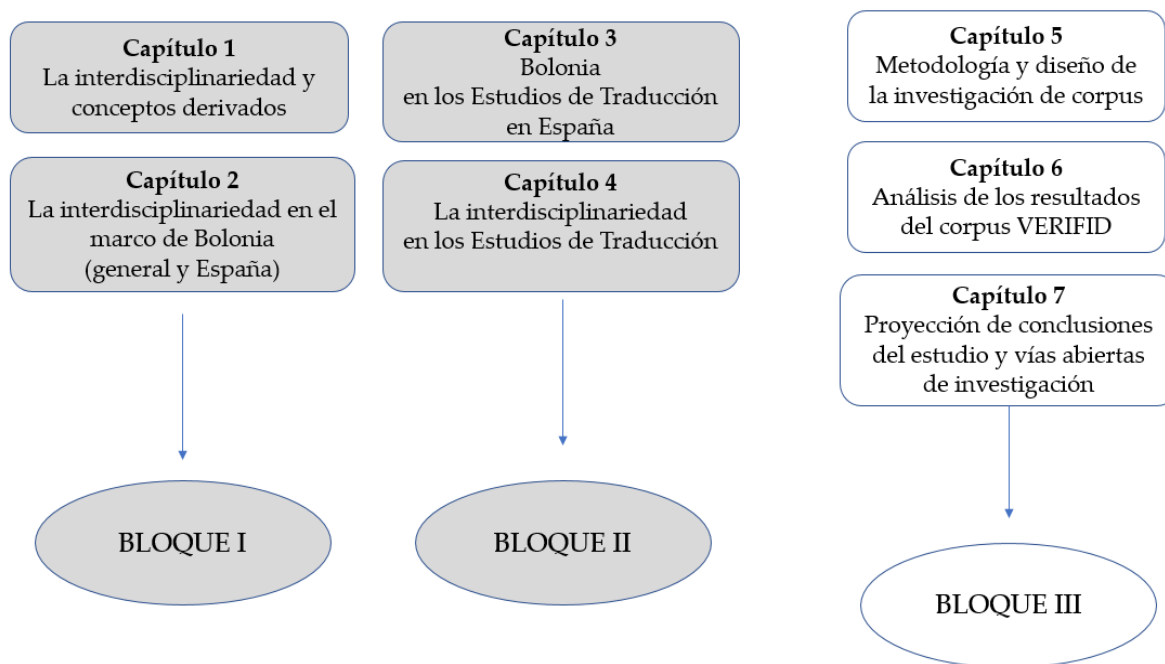 Capítulo 1
La interdisciplinariedad y
conceptos derivados
Capítulo 2
La interdisciplinariedad en el
marco de Bolonia
(general y España)
BLOQUE I
Capítulo 3
Bolonia
en los Estudios de Traducción
en España
Capítulo 4
La interdisciplinariedad
en los Estudios de Traducción
BLOQUE II
Capítulo 5
Metodología y diseño de
la investigación de corpus
Capítulo 6
Análisis de los resultados
del corpus VERIFID
Capítulo 7
Proyección de conclusiones
del estudio y vías abiertas
de investigación
BLOQUE III